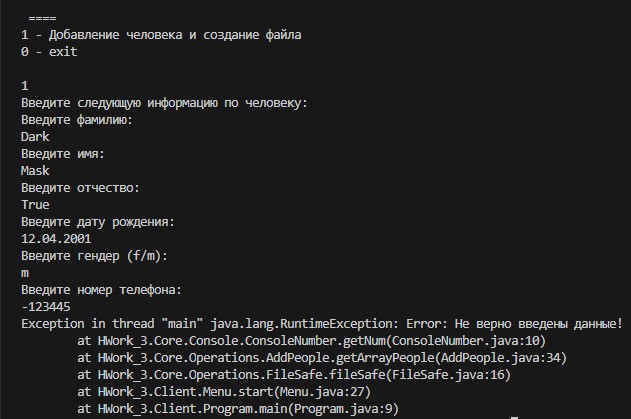 ====
1 - Добавление человека и создание файла
0 - exit
1
Введите следующую информацию по человеку:
Введите фамилию:
Dark
Введите имя:
Mask
Введите отчество:
True
Введите дату рождения:
12.04.2001
Введите гендер (f/m):
m
Введите номер телефона:
-123445
Exception in thread "main" java.lang.RuntimeException: Error: Не верно введены данные!
at HWork_3.Core.Console.ConsoleNumber.getNum(ConsoleNumber.java:10)
at HWork_3.Core.Operations.AddPeople.getArrayPeople(AddPeople.java:34)
at HWork_3.Core.Operations.FileSafe.fileSafe(FileSafe.java:16)
at HWork_3.Client.Menu.start(Menu.java:27)
at HWork_3.Client.Program.main(Program.java:9)